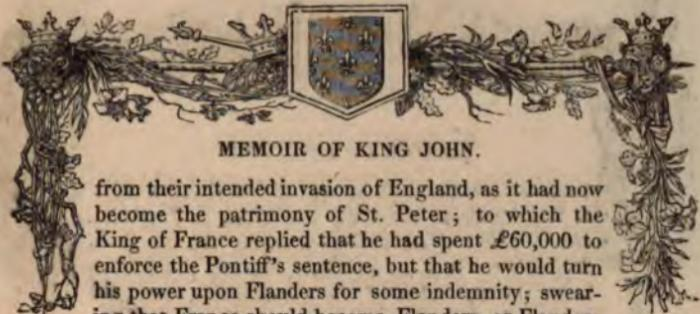 MEMOIR OF KING JOHN.
from their intended invasion of England, as it had now
become the patrimony of St. Peter; to which the
King of France replied that he had spent £60,000 to
enforce the Pontiff's sentence, but that he would turn
his power upon Flanders for some indemnity; swear-